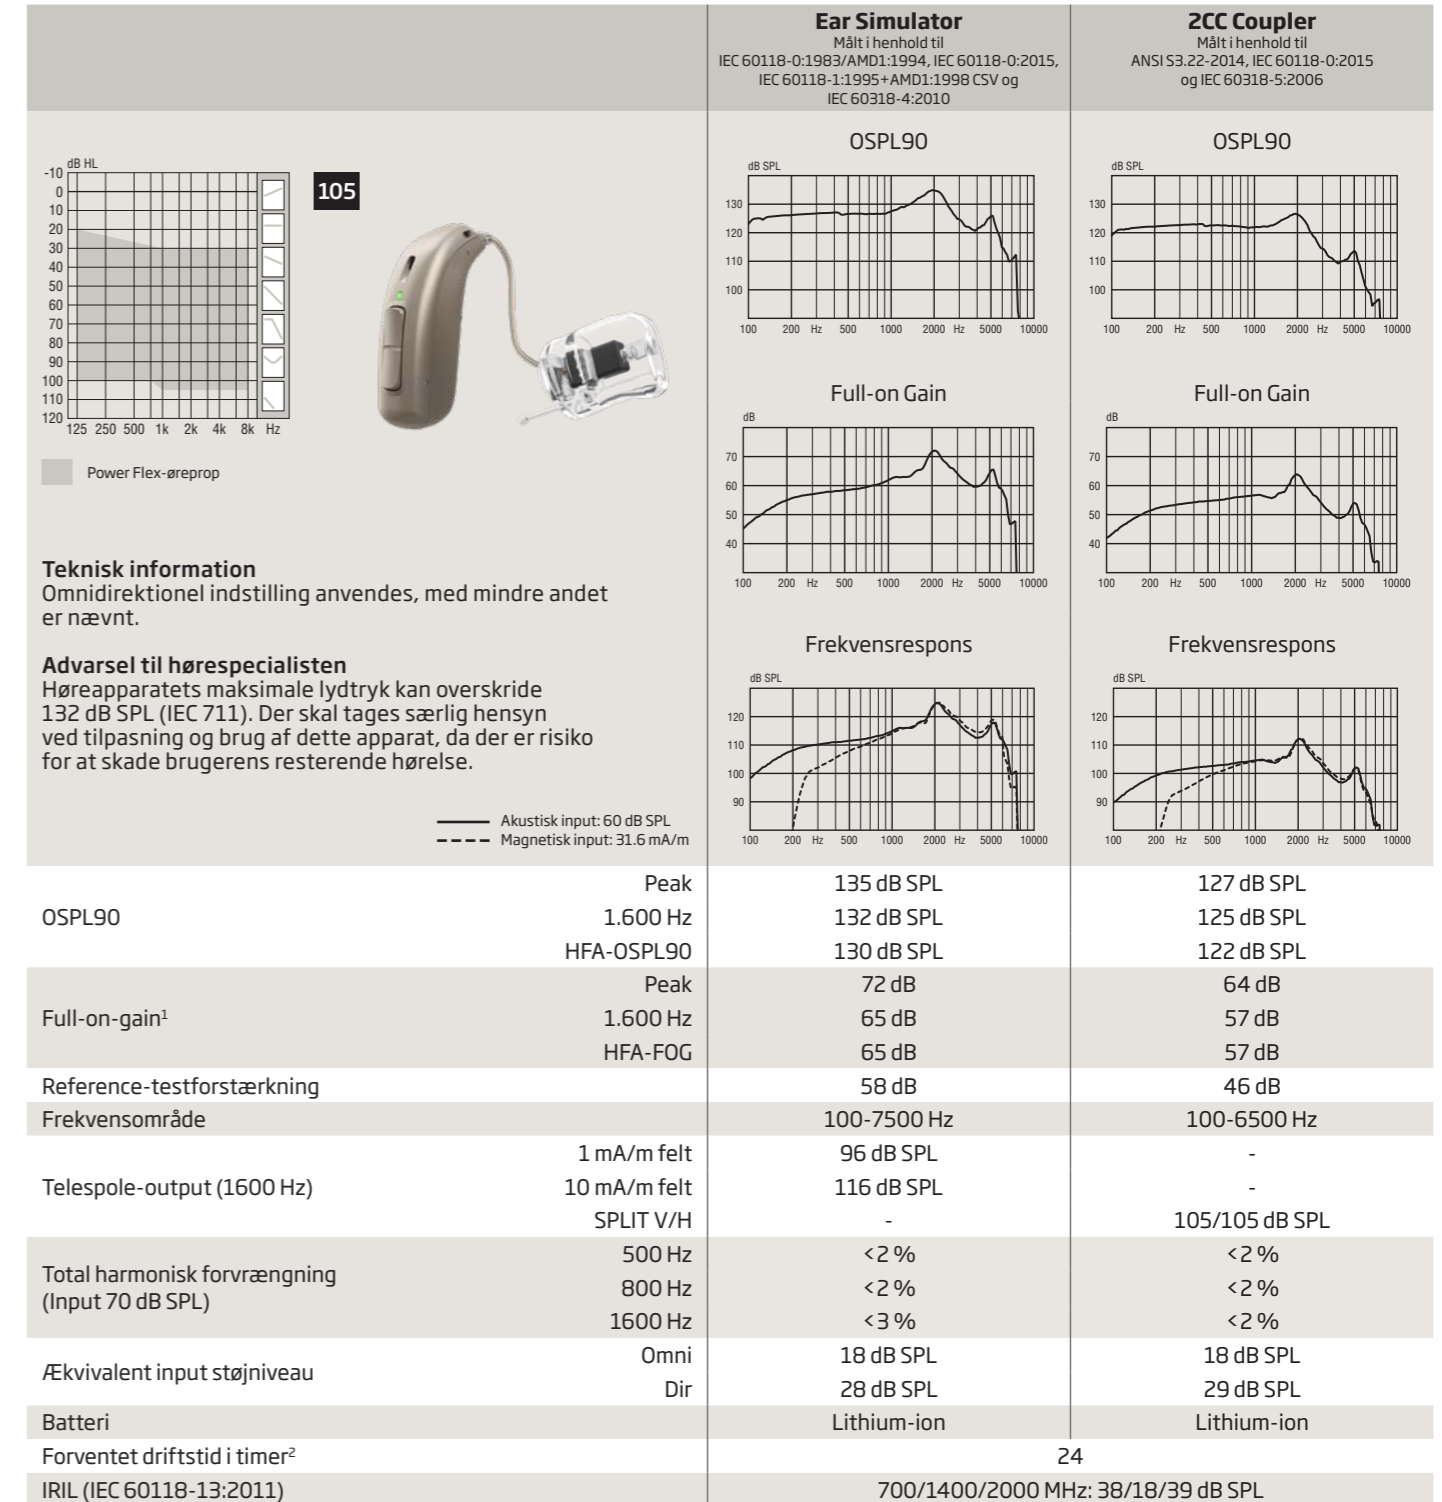 Ear Simulator
Målt i henhold til
IEC 60118-0:1983/AMD1:1994, IEC 60118-0:2015,
IEC 60118-1:1995+AMD1:1998 CSV og
IEC 60318-4:2010
2CC Coupler
Målt i henhold til
ANSI S3.22-2014, IEC 60118-0:2015
og IEC 60318-5:2006
dB HL
-10
0
10
20
30
40
50
60
70
80
90
100
110
120
125 250 500 1k 2k 4k 8k Hz
105
Power Flex-øreprop
Teknisk information
Omnidirektionel indstilling anvendes, med mindre andet
er nævnt.
Advarsel til hørespecialisten
Høreapparatets maksimale lydtryk kan overskride
132 dB SPL (IEC 711). Der skal tages særlig hensyn
ved tilpasning og brug af dette apparat, da der er risiko
for at skade brugerens resterende hørelse.
Akustisk input: 60 dB SPL
Magnetisk input: 31.6 mA/m
OSPL90
dB SPL
130
120
110
100
100 200 Hz 500 1000 2000 Hz 5000 10000
OSPL90
dB SPL
130
120
110
100
100 200 Hz 500 1000 2000 Hz 5000 10000
Full-on Gain
dB
70
60
50
40
100 200 Hz 500 1000 2000 Hz 5000 10000
Full-on Gain
dB
70
60
50
40
100 200 Hz 500 1000 2000 Hz 5000 10000
Frekvensrespons
dB SPL
120
110
100
90
100 200 Hz 500 1000 2000 Hz 5000 10000
Frekvensrespons
dB SPL
120
110
100
90
100 200 Hz 500 1000 2000 Hz 5000 10000
OSPL90
Peak 135 dB SPL 127 dB SPL
1.600 Hz 132 dB SPL 125 dB SPL
HFA-OSPL90 130 dB SPL 122 dB SPL
Full-on-gain¹
Peak 72 dB 64 dB
1.600 Hz 65 dB 57 dB
HFA-FOG 65 dB 57 dB
Reference-testforstærkning 58 dB 46 dB
Frekvensområde 100-7500 Hz 100-6500 Hz
Telespole-output (1600 Hz)
1 mA/m felt 96 dB SPL -
10 mA/m felt 116 dB SPL -
SPLIT V/H - 105/105 dB SPL
Total harmonisk forvrængning
(Input 70 dB SPL)
500 Hz <2 % <2 %
800 Hz <2 % <2 %
1600 Hz <3 % <2 %
Ækvivalent input støjniveau
Omni 18 dB SPL 18 dB SPL
Dir 28 dB SPL 29 dB SPL
Batteri Lithium-ion Lithium-ion
Forventet driftstid i timer² 24
IRIL (IEC 60118-13:2011) 700/1400/2000 MHz: 38/18/39 dB SPL